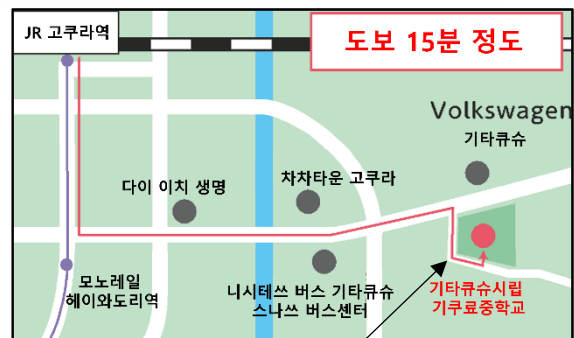 JR 고쿠라역
도보 15분 정도
Volkswagen
기타큐슈
다이 이치 생명
차차타운 고쿠라
모노레일
헤이와도리역
니시테쓰 버스 기타큐슈
스나쓰 버스센터
기타큐슈시립
기쿠료중학교